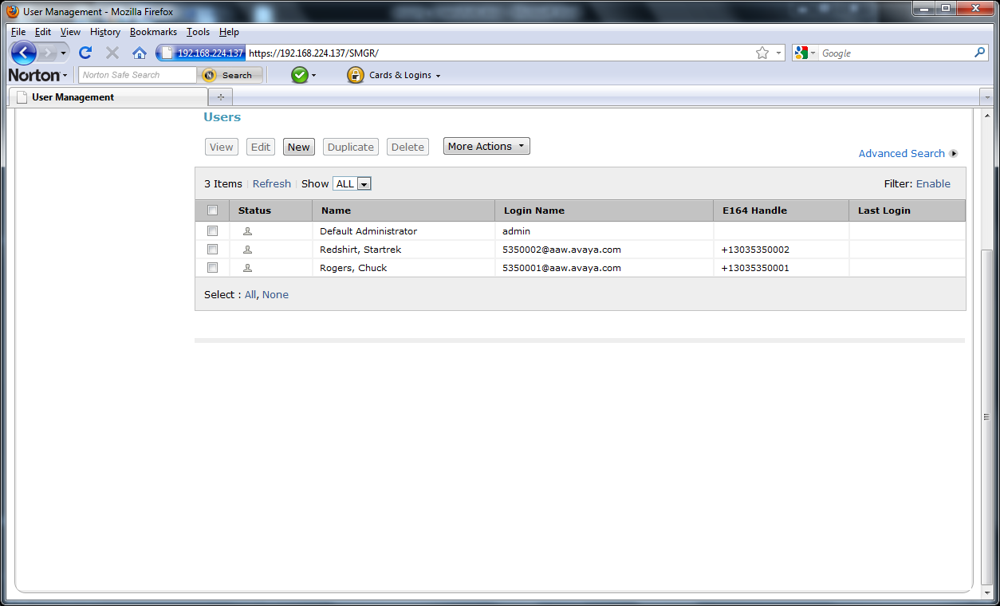 User Management - Mozilla Firefox
File Edit View History Bookmarks Tools Help
192.168.224.137 https://192.168.224.137/SMGR/ Google
Norton Norton Safe Search Search Cards & Logins
User Management
Users
View Edit New Duplicate Delete More Actions
Advanced Search
3 Items | Refresh | Show ALL Filter: Enable
Status Name Login Name E164 Handle Last Login
Default Administrator admin
Redshirt, Startrek 5350002@aaw.avaya.com +13035350002
Rogers, Chuck 5350001@aaw.avaya.com +13035350001
Select : All, None